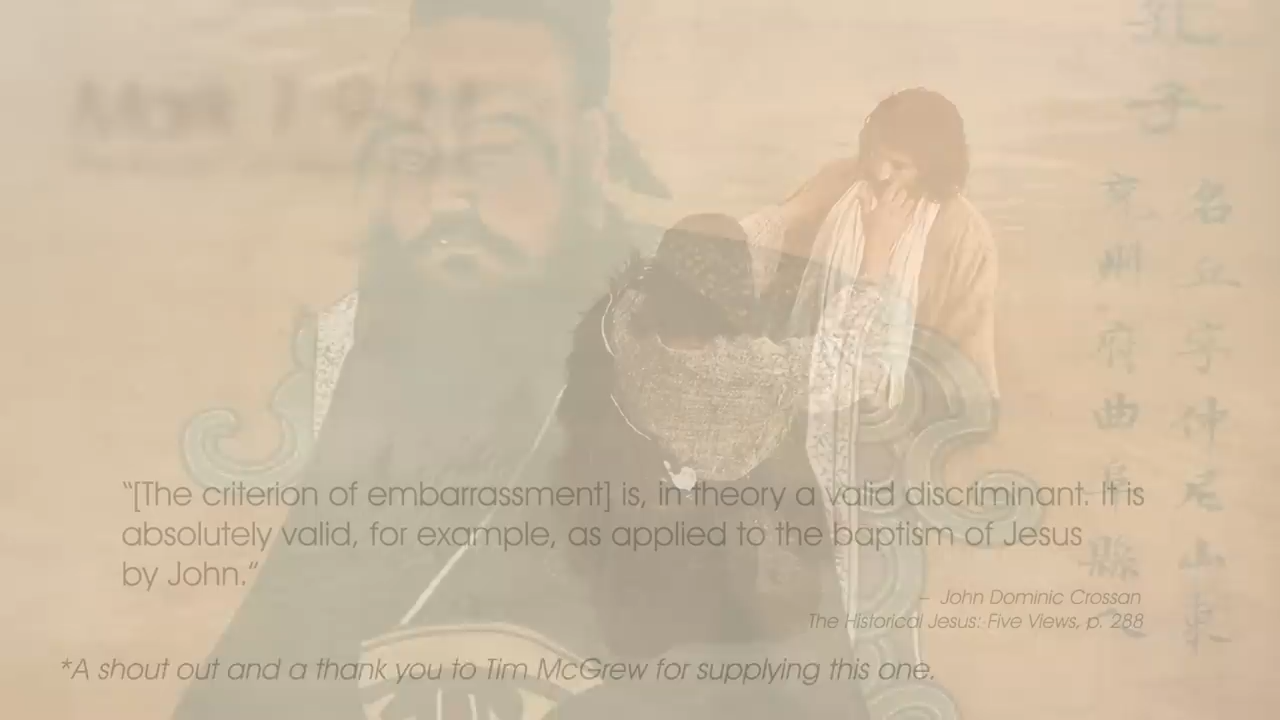 孔子
名丘字仲尼山東
兗州府曲阜縣人
“[The criterion of embarrassment] is, in theory a valid discriminant. It is
absolutely valid, for example, as applied to the baptism of Jesus
by John.“
– John Dominic Crossan
The Historical Jesus: Five Views, p. 288
*A shout out and a thank you to Tim McGrew for supplying this one.